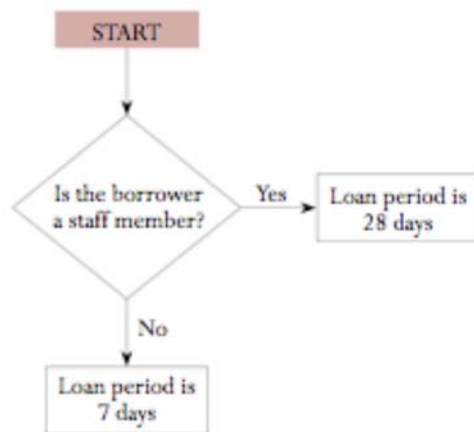 START
Is the borrower
a staff member?
Yes
Loan period is
28 days
No
Loan period is
7 days